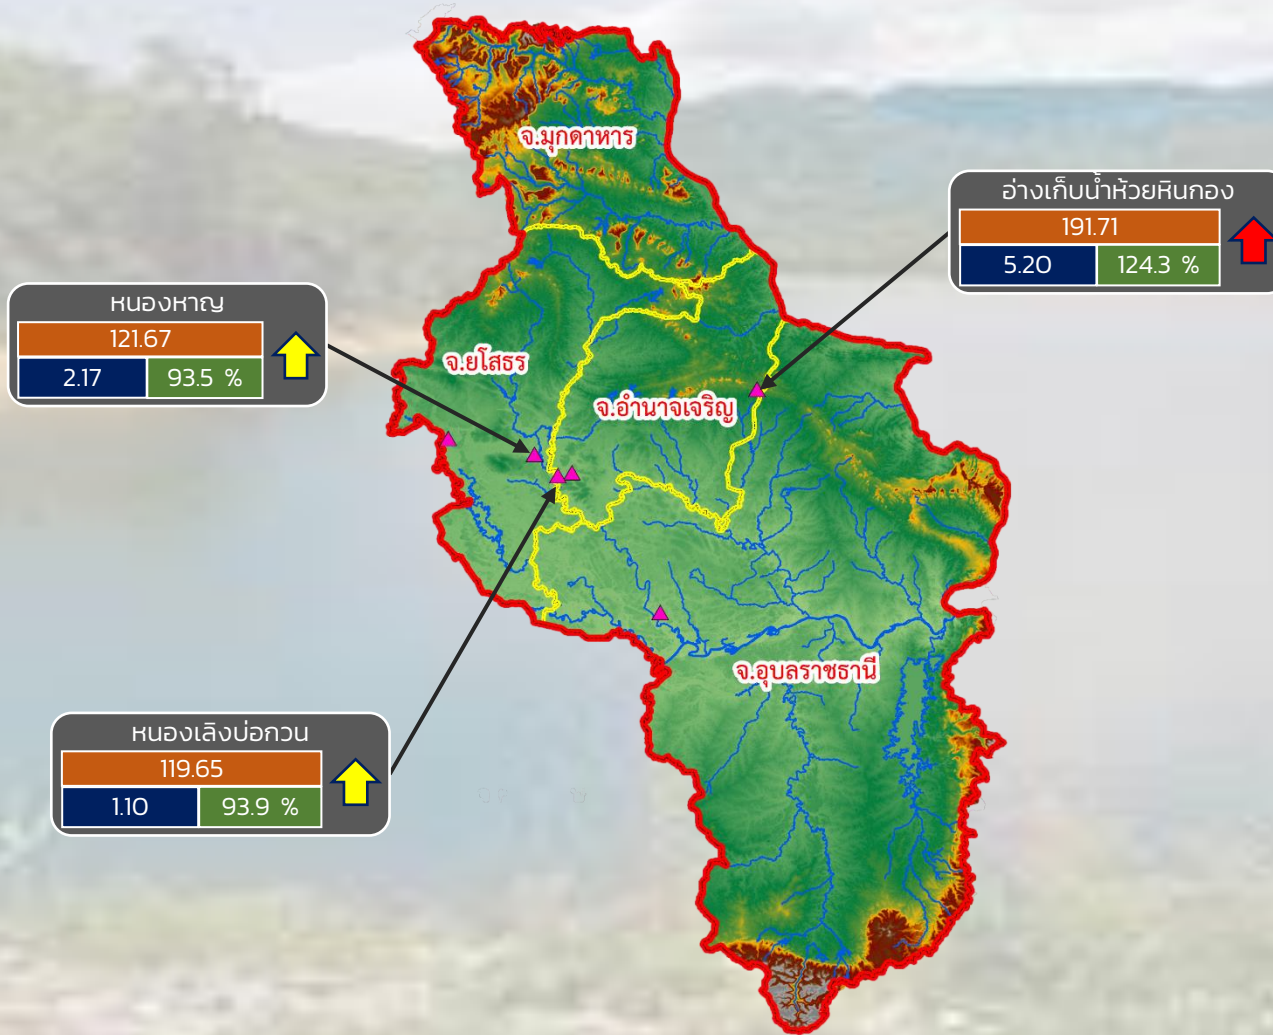 จ.มุกดาหาร
อ่างเก็บน้ำห้วยหินกอง
191.71
5.20 124.3 %
หนองหาญ
121.67
2.17 93.5 %
จ.ยโสธร
จ.อำนาจเจริญ
จ.อุบลราชธานี
หนองเลิงบ่อกวน
119.65
1.10 93.9 %